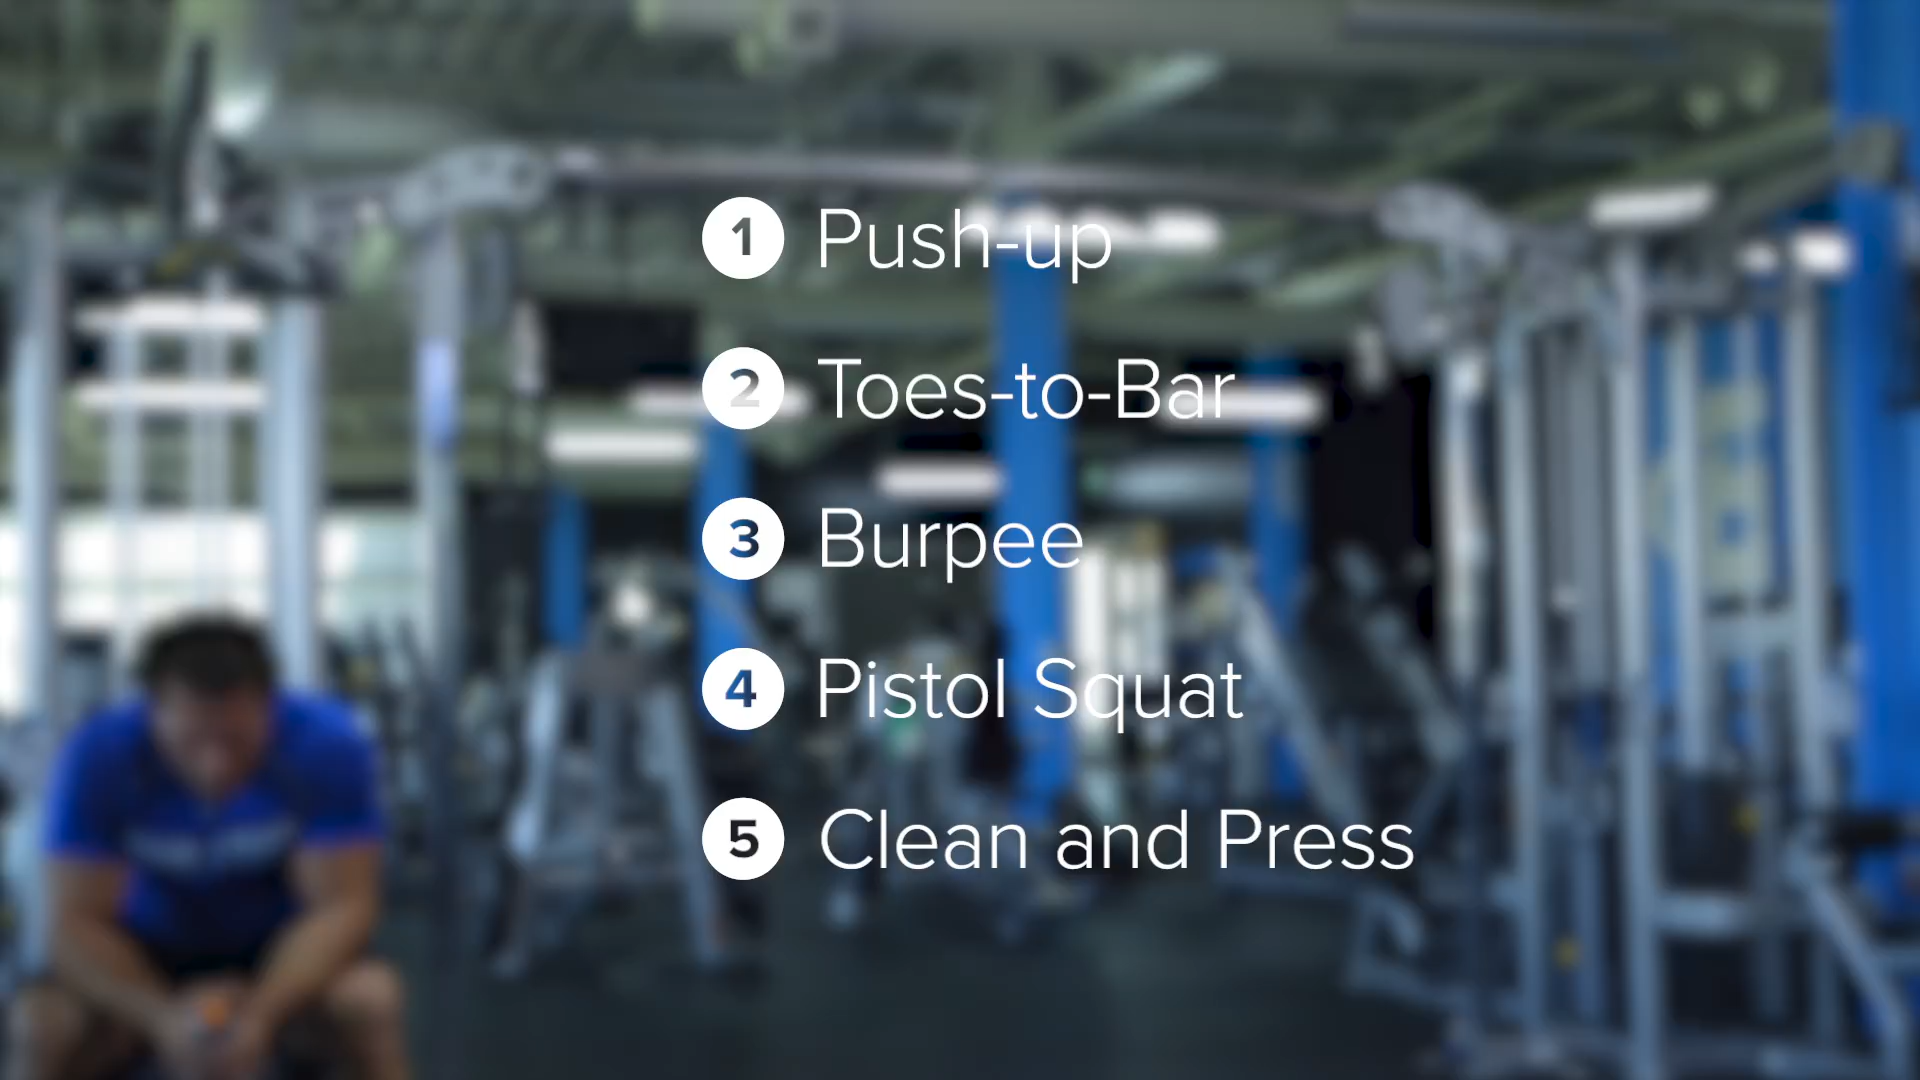 1 Push-up
2 Toes-to-Bar
3 Burpee
4 Pistol Squat
5 Clean and Press